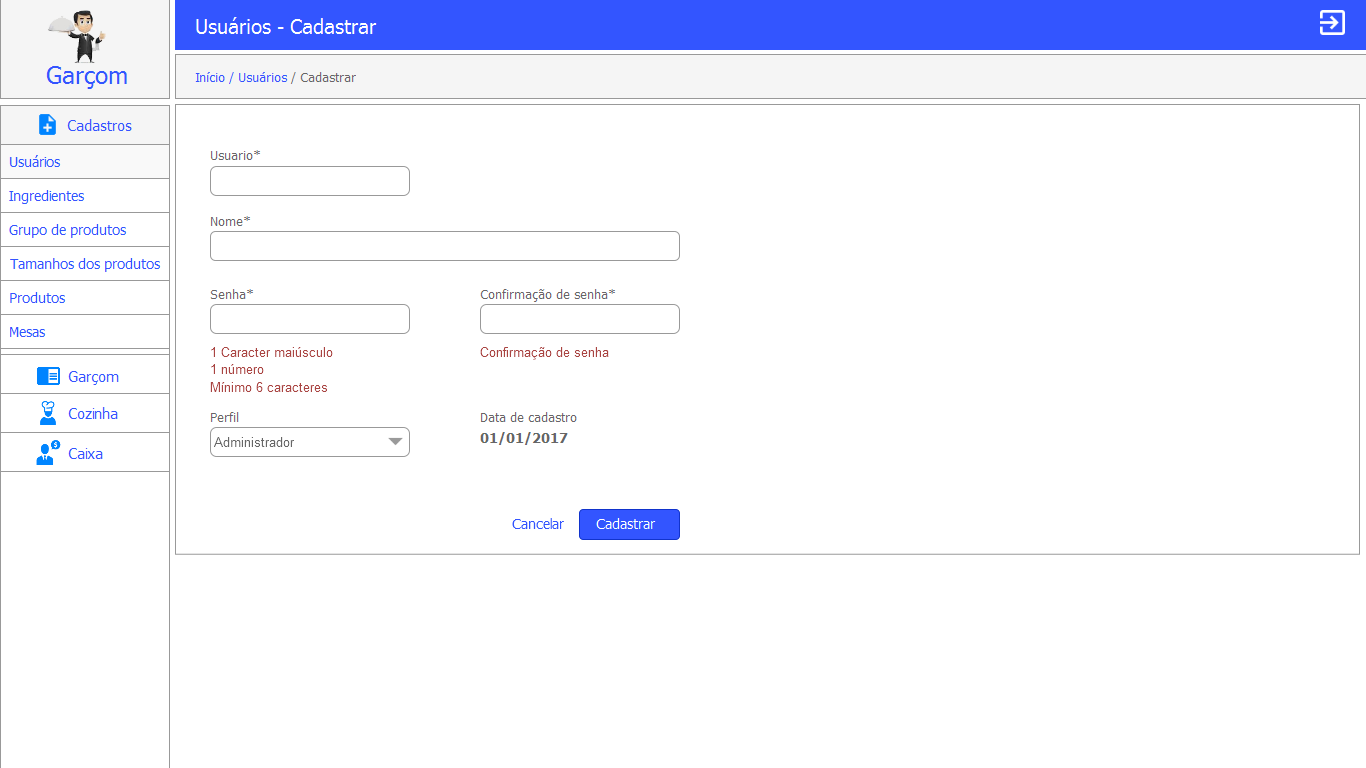 Garçom
Usuários - Cadastrar
Início / Usuários / Cadastrar
Cadastros
Usuários
Ingredientes
Grupo de produtos
Tamanhos dos produtos
Produtos
Mesas
Garçom
Cozinha
Caixa
Usuario*
Nome*
Senha* Confirmação de senha*
1 Caracter maiúsculo Confirmação de senha
1 número
Mínimo 6 caracteres
Perfil Data de cadastro
Administrador 01/01/2017
Cancelar Cadastrar